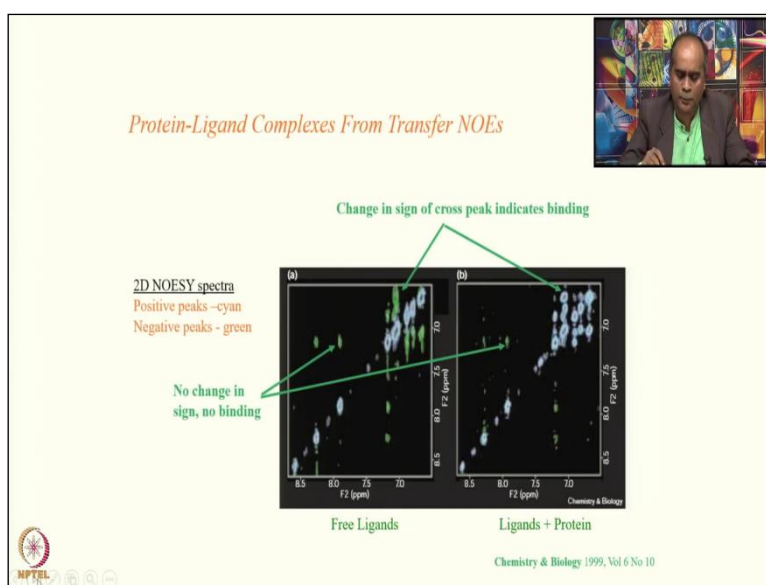 Protein-Ligand Complexes From Transfer NOEs
Change in sign of cross peak indicates binding
2D NOESY spectra
Positive peaks –cyan
Negative peaks - green
No change in
sign, no binding
(a)
(b)
7.0
7.5
8.0
8.5
F2 (ppm)
8.5 8.0 7.5 7.0
F2 (ppm)
7.0
7.5
8.0
8.5
F2 (ppm)
8.5 8.0 7.5 7.0
F2 (ppm)
Chemistry & Biology
Free Ligands
Ligands + Protein
Chemistry & Biology 1999, Vol 6 No 10
NPTEL